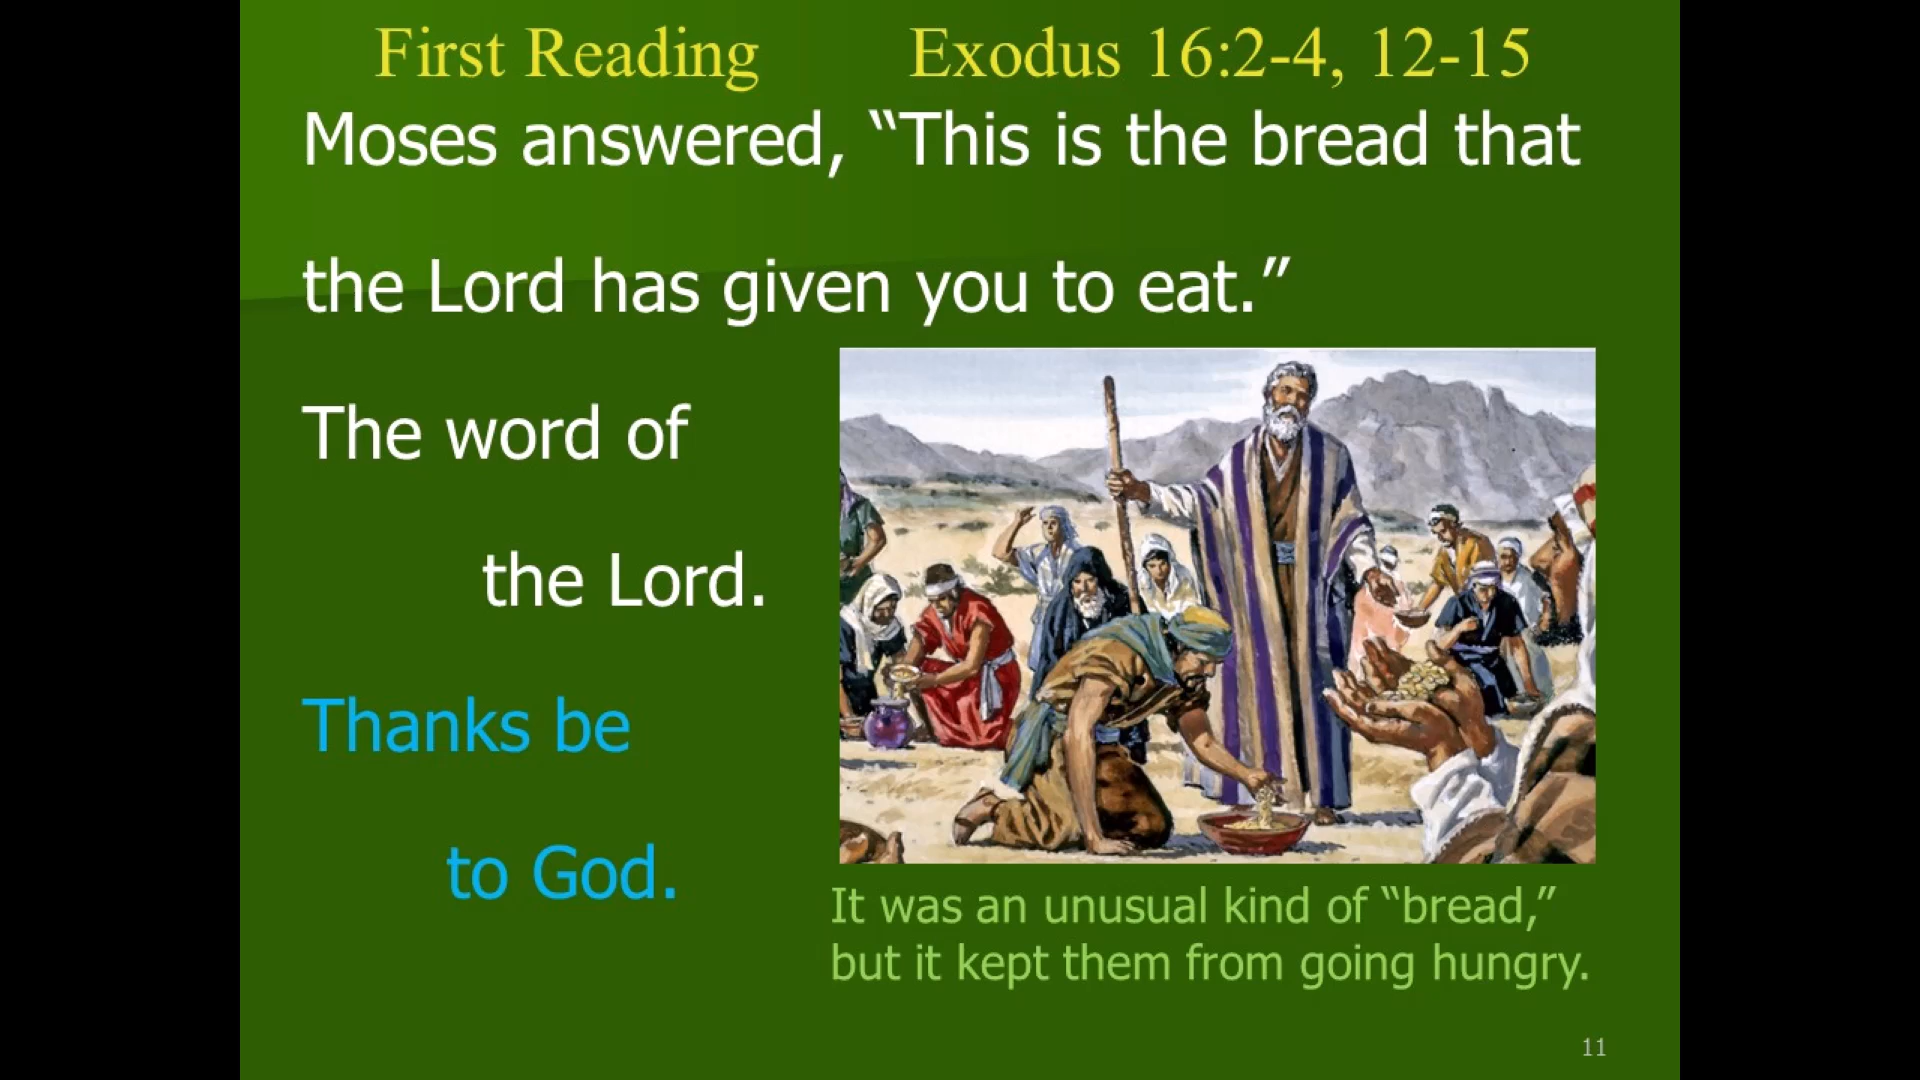 First Reading Exodus 16:2-4, 12-15
Moses answered, “This is the bread that
the Lord has given you to eat.”
The word of
the Lord.
Thanks be
to God.
It was an unusual kind of “bread,”
but it kept them from going hungry.
11